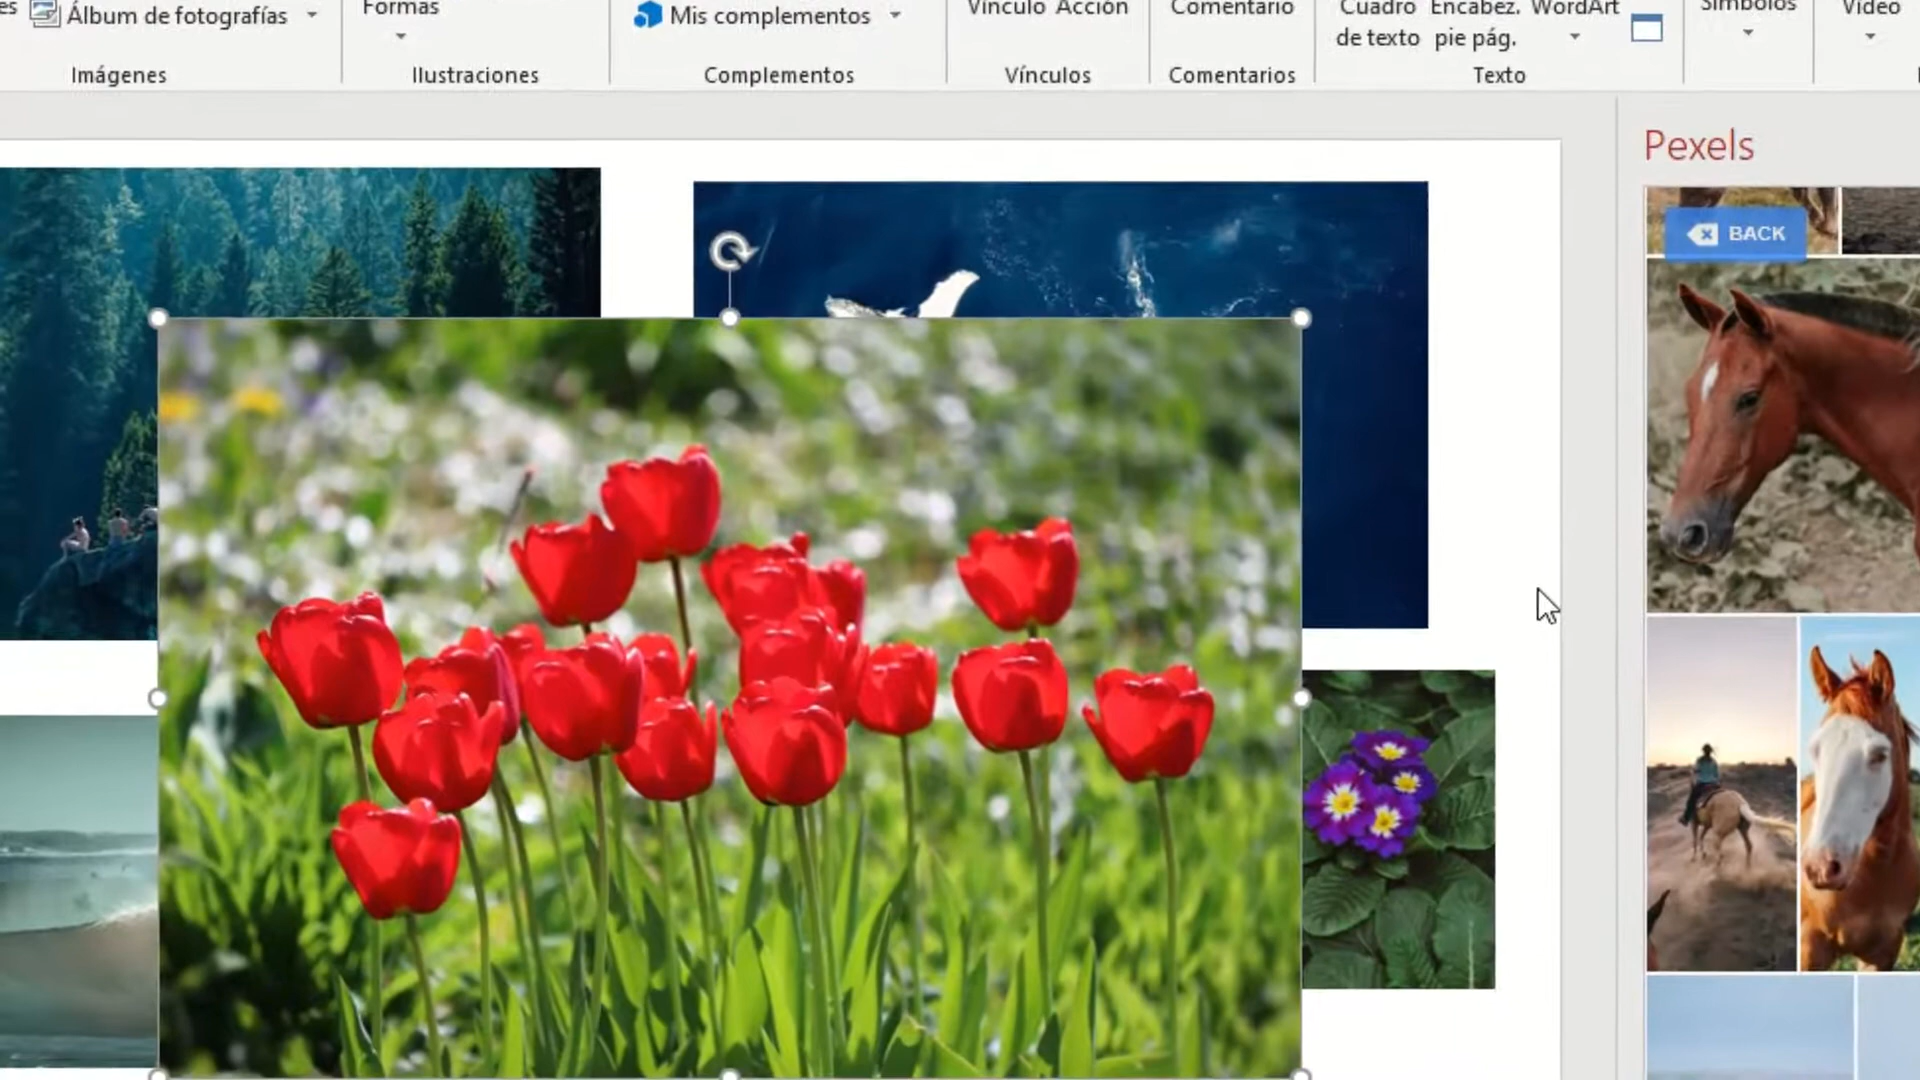 es Álbum de fotografías
Formas
Mis complementos
Vínculo Acción
Comentario
Cuadro de texto
Encabez. pie pág.
WordArt
Símbolos
Vídeo
Imágenes
Ilustraciones
Complementos
Vínculos
Comentarios
Texto
Pexels
BACK